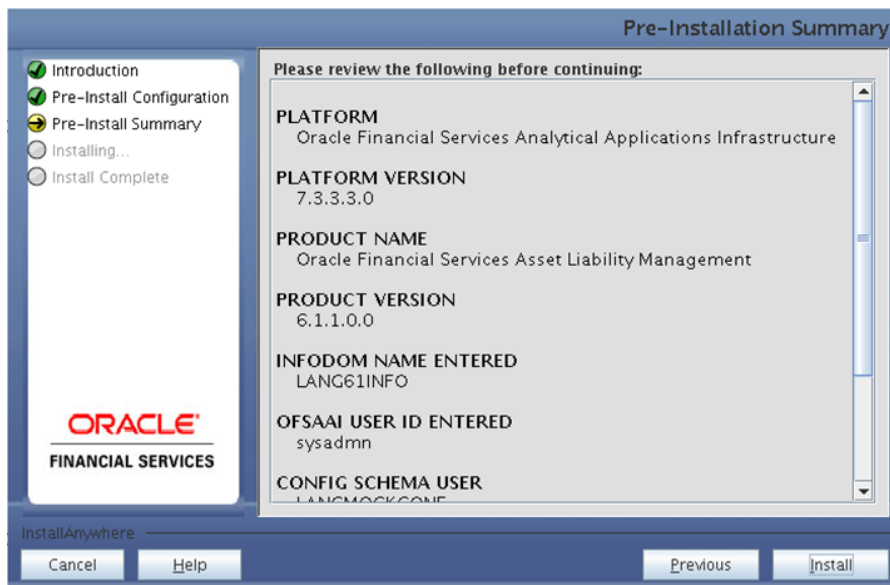 Pre-Installation Summary
Introduction
Pre-Install Configuration
Pre-Install Summary
Installing...
Install Complete
ORACLE
FINANCIAL SERVICES
Please review the following before continuing:
PLATFORM
Oracle Financial Services Analytical Applications Infrastructure
PLATFORM VERSION
7.3.3.3.0
PRODUCT NAME
Oracle Financial Services Asset Liability Management
PRODUCT VERSION
6.1.1.0.0
INFODOM NAME ENTERED
LANG61INFO
OFSAAI USER ID ENTERED
sysadmn
CONFIG SCHEMA USER
InstallAnywhere
Cancel
Help
Previous
Install